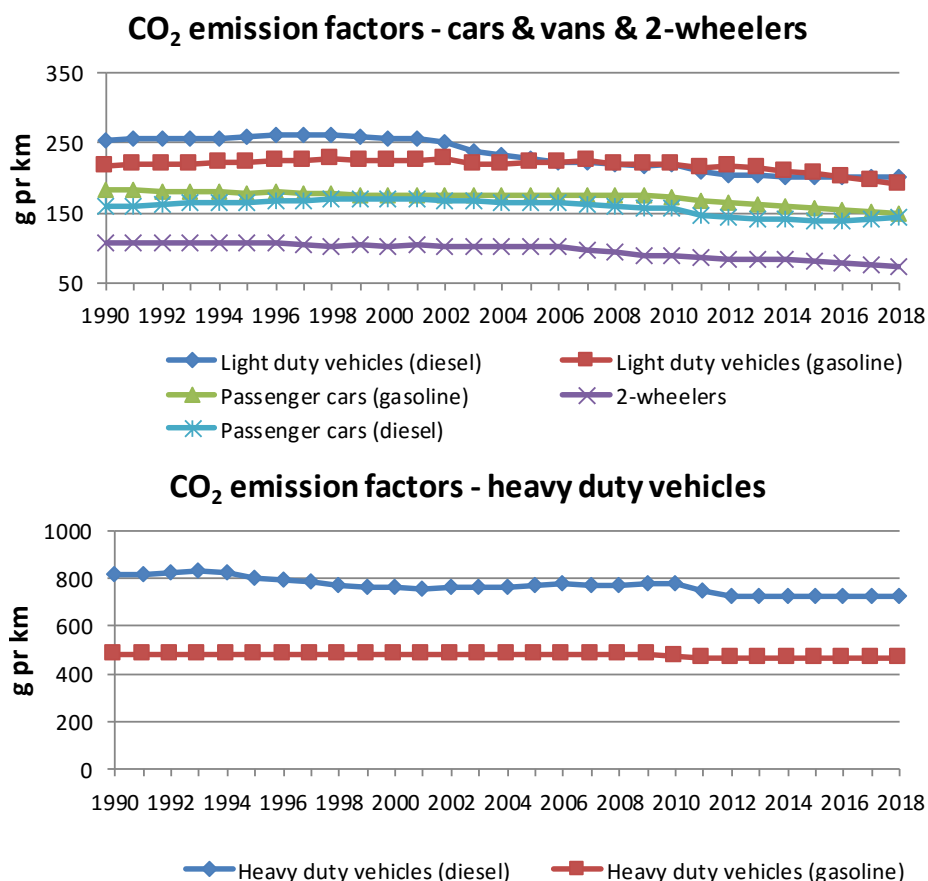 CO₂ emission factors - cars & vans & 2-wheelers
350
250
150
50
g pr km
1990 1992 1994 1996 1998 2000 2002 2004 2006 2008 2010 2012 2014 2016 2018
Light duty vehicles (diesel) Light duty vehicles (gasoline)
Passenger cars (gasoline) 2-wheelers
Passenger cars (diesel)
CO₂ emission factors - heavy duty vehicles
1000
800
600
400
200
0
g pr km
1990 1992 1994 1996 1998 2000 2002 2004 2006 2008 2010 2012 2014 2016 2018
Heavy duty vehicles (diesel) Heavy duty vehicles (gasoline)